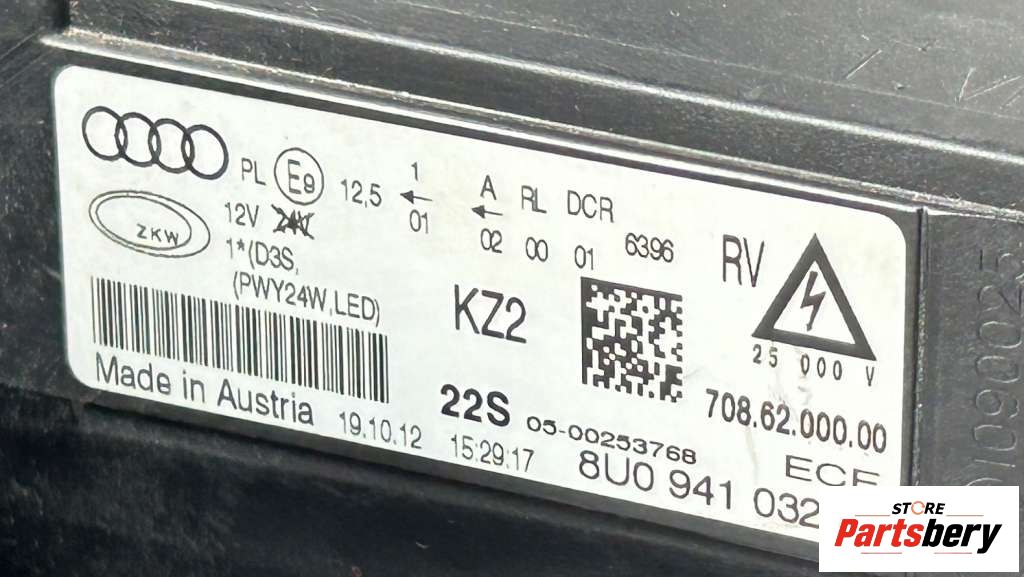 PL E9 12,5 1 A RL DCR
01 02 00 01 6396
12V 24V
ZKW
1*(D3S,
(PWY24W,LED)
RV
KZ2
25 000 V
22S
708.62.000.00
Made in Austria 19.10.12
05-00253768
15:29:17
ECE
8U0 941 032
STORE
Partsbery